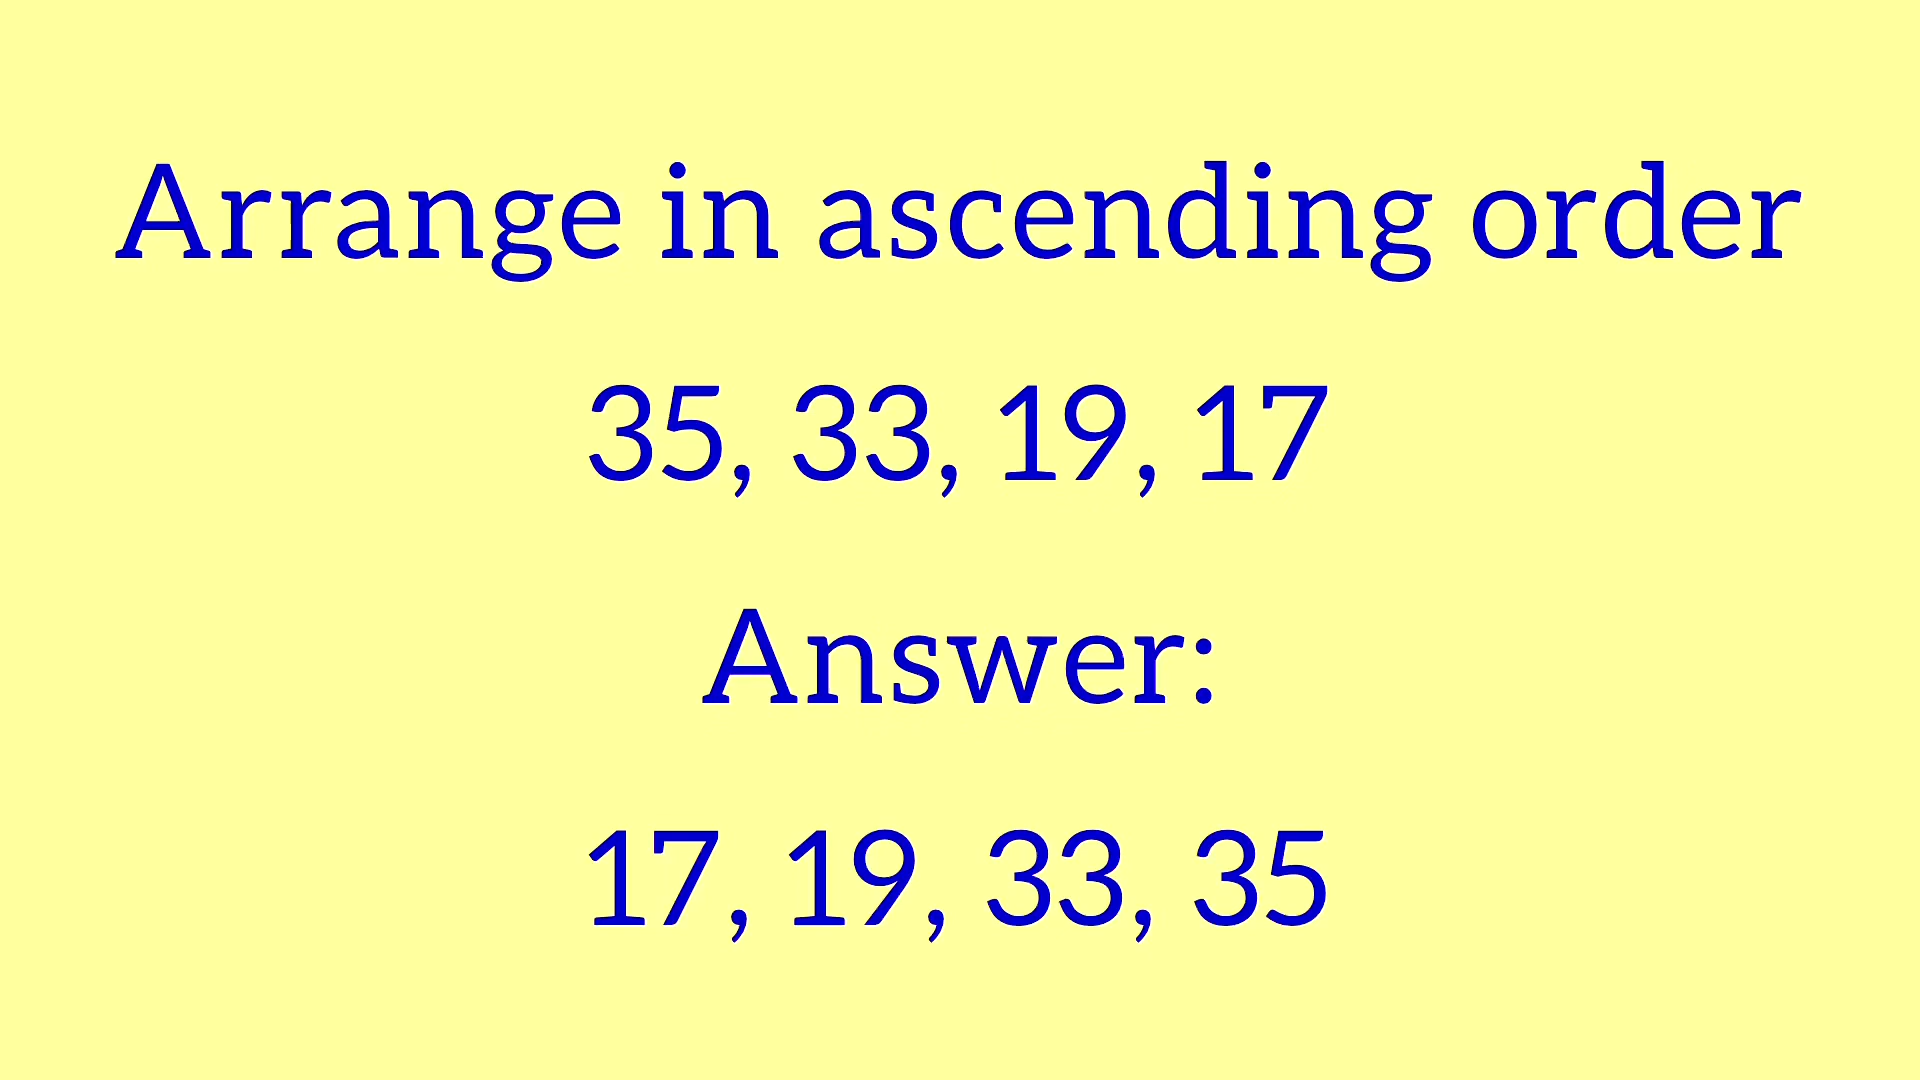 Arrange in ascending order
35, 33, 19, 17
Answer:
17, 19, 33, 35